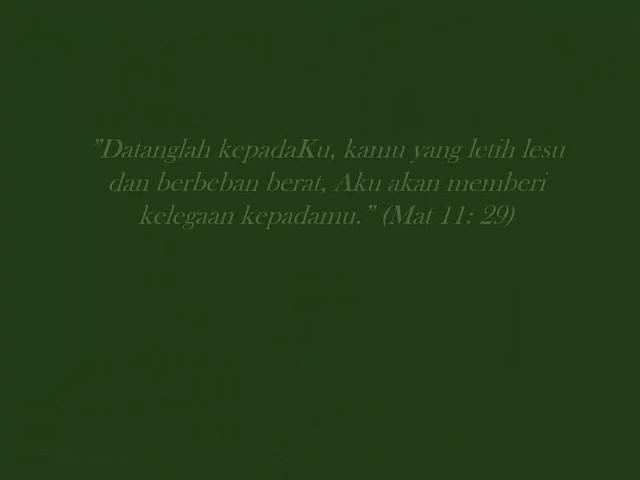 "Datanglah kepadaKu, kamu yang letih lesu
dan berbeban berat, Aku akan memberi
kelegaan kepadamu.” (Mat 11: 29)